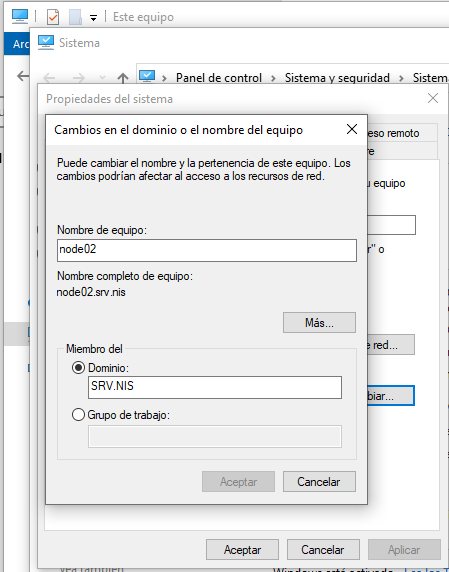 Este equipo
Arc
Sistema
Panel de control > Sistema y seguridad > Sistema
Propiedades del sistema
Cambios en el dominio o el nombre del equipo
eso remoto
re
Puede cambiar el nombre y la pertenencia de este equipo. Los
cambios podrían afectar al acceso a los recursos de red.
u equipo
Nombre de equipo:
node02
" o
Nombre completo de equipo:
node02.srv.nis
Más...
e red...
Miembro del
Dominio:
SRV.NIS
biar...
Grupo de trabajo:
Aceptar
Cancelar
Aceptar
Cancelar
Aplicar